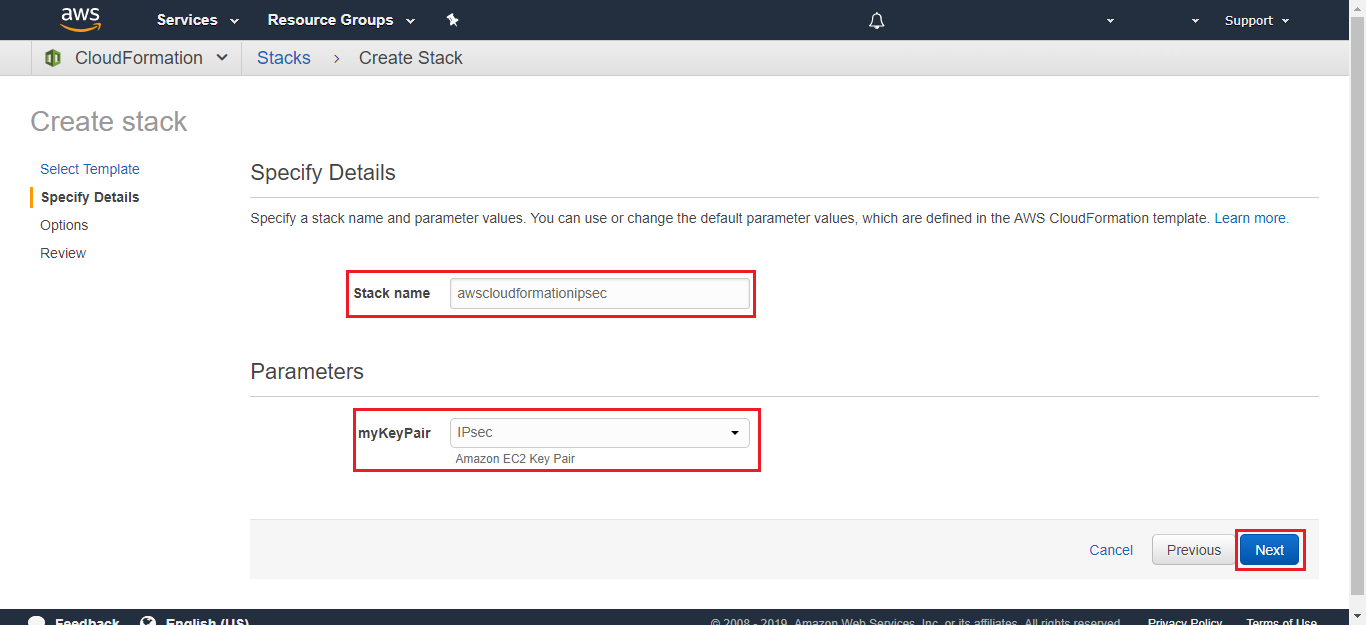 aws Services Resource Groups Support
CloudFormation Stacks > Create Stack
Create stack
Select Template
Specify Details
Options
Review
Specify Details
Specify a stack name and parameter values. You can use or change the default parameter values, which are defined in the AWS CloudFormation template. Learn more.
Stack name awscloudformationipsec
Parameters
myKeyPair IPsec
Amazon EC2 Key Pair
Cancel Previous Next
Feedback English (US) © 2008 - 2019, Amazon Web Services, Inc. or its affiliates. All rights reserved. Privacy Policy Terms of Use